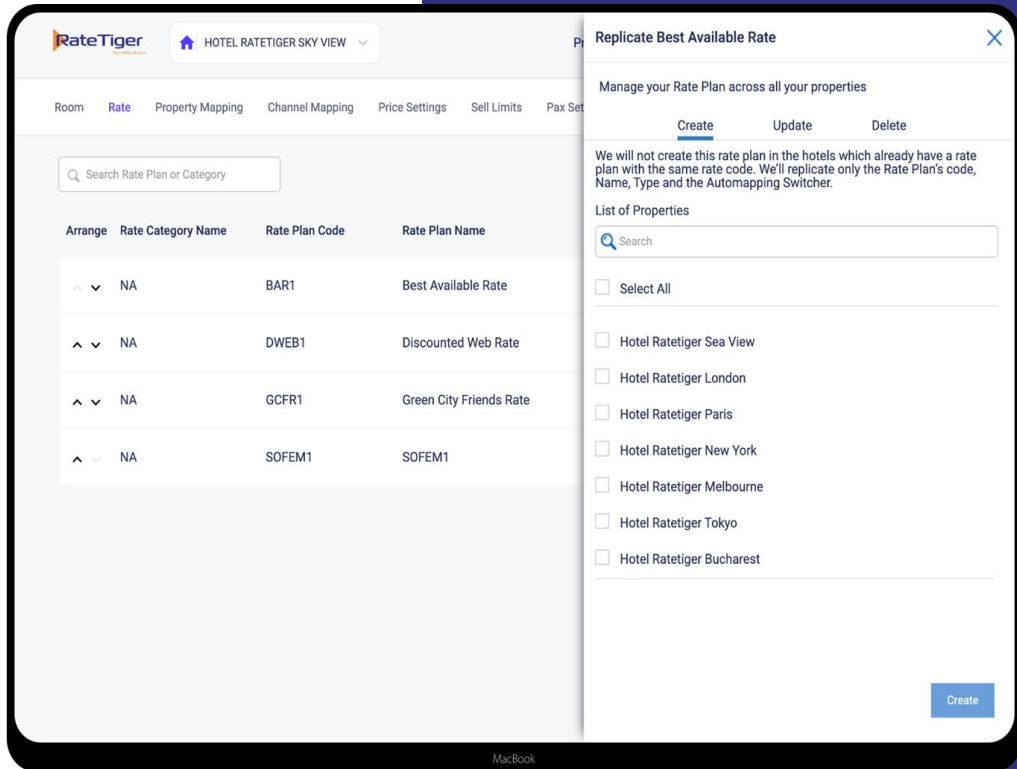 RateTiger
HOTEL RATETIGER SKY VIEW
Room Rate Property Mapping Channel Mapping Price Settings Sell Limits Pax Set
Search Rate Plan or Category
Arrange Rate Category Name Rate Plan Code Rate Plan Name
NA BAR1 Best Available Rate
NA DWEB1 Discounted Web Rate
NA GCFR1 Green City Friends Rate
NA SOFEM1 SOFEM1
Replicate Best Available Rate
Manage your Rate Plan across all your properties
Create Update Delete
We will not create this rate plan in the hotels which already have a rate
plan with the same rate code. We'll replicate only the Rate Plan's code,
Name, Type and the Automapping Switcher.
List of Properties
Search
Select All
Hotel Ratetiger Sea View
Hotel Ratetiger London
Hotel Ratetiger Paris
Hotel Ratetiger New York
Hotel Ratetiger Melbourne
Hotel Ratetiger Tokyo
Hotel Ratetiger Bucharest
Create
MacBook